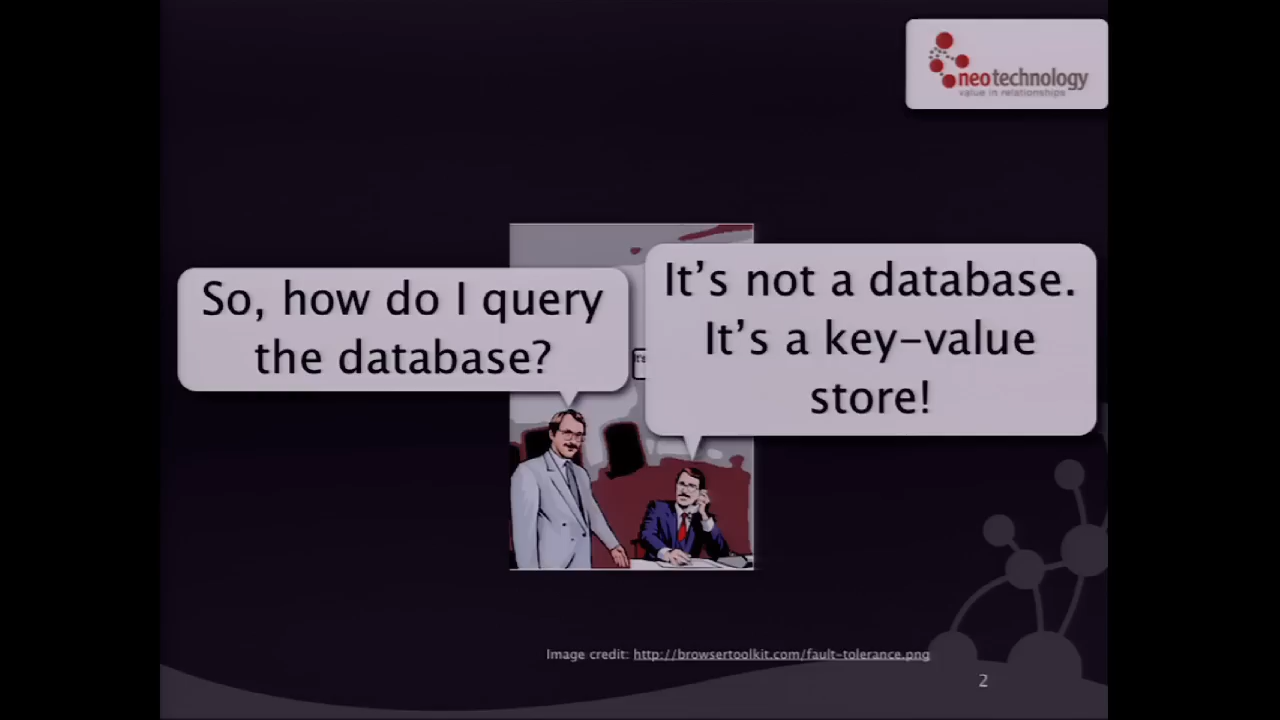 neotechnology
value in relationships
So, how do I query
the database?
It's not a database.
It's a key-value
store!
It's
Image credit: http://browsertoolkit.com/fault-tolerance.png
2